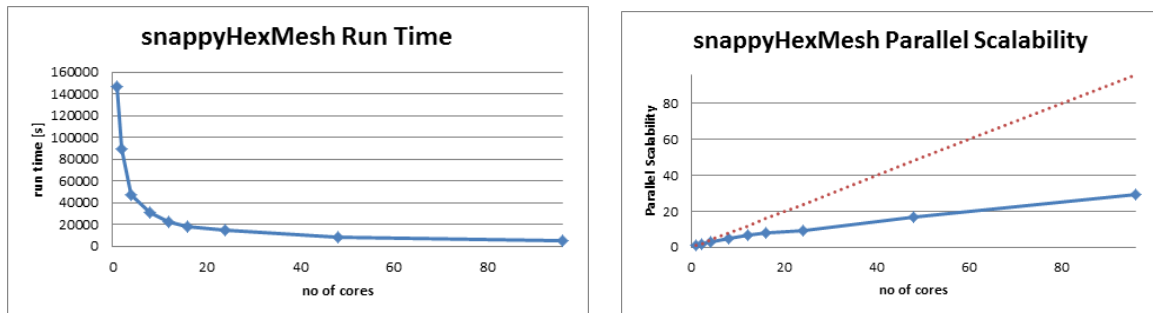 snappyHexMesh Run Time
run time [s]
160000
140000
120000
100000
80000
60000
40000
20000
0
0 20 40 60 80
no of cores
snappyHexMesh Parallel Scalability
Parallel Scalability
80
60
40
20
0
0 20 40 60 80
no of cores